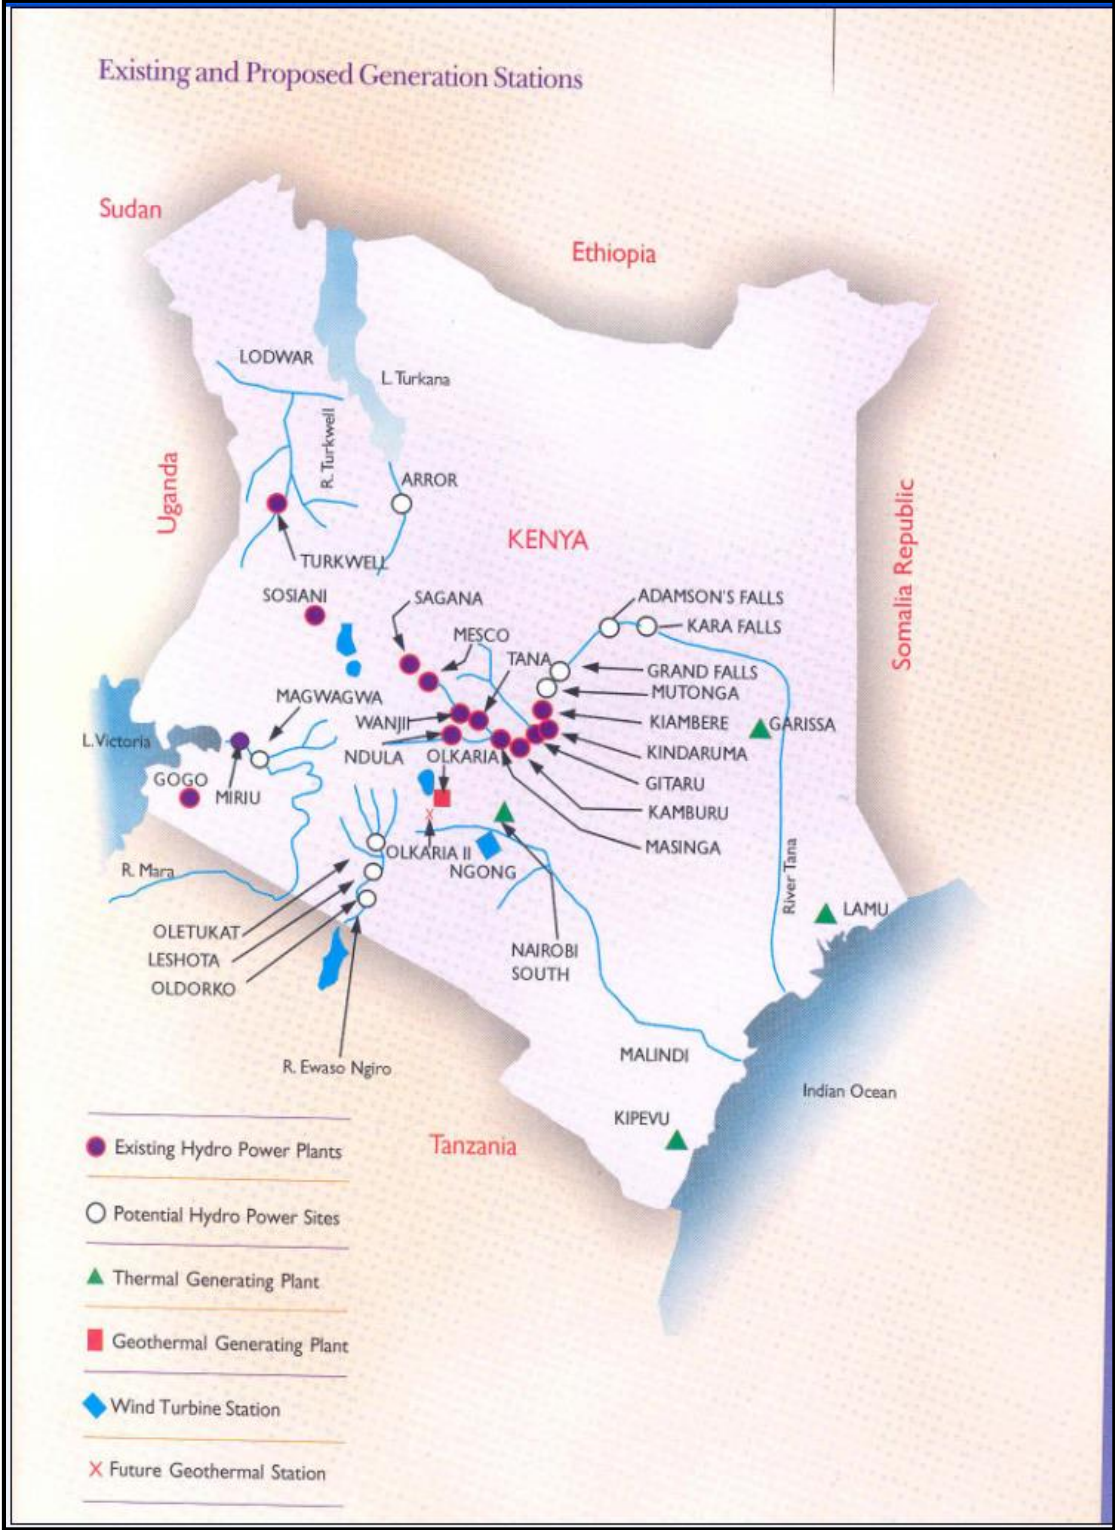 Existing and Proposed Generation Stations
Sudan
Ethiopia
LODWAR
L. Turkana
R. Turkwell
Uganda
ARROR
KENYA
Somalia Republic
TURKWELL
SOSIANI
SAGANA
ADAMSON'S FALLS
MESCO
KARA FALLS
TANA
GRAND FALLS
MAGWAGWA
MUTONGA
WANJII
KIAMBERE
GARISSA
L.Victoria
NDULA
OLKARIA
KINDARUMA
GOGO
MIRIU
GITARU
KAMBURU
OLKARIA II
MASINGA
R. Mara
NGONG
River Tana
LAMU
OLETUKAT
LESHOTA
OLDORKO
NAIROBI
SOUTH
R. Ewaso Ngiro
MALINDI
Indian Ocean
KIPEVU
Tanzania
Existing Hydro Power Plants
Potential Hydro Power Sites
Thermal Generating Plant
Geothermal Generating Plant
Wind Turbine Station
X Future Geothermal Station